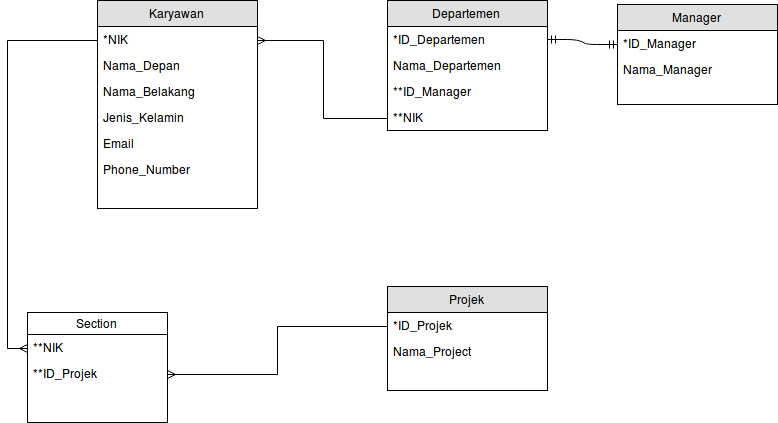 Karyawan
*NIK
Nama_Depan
Nama_Belakang
Jenis_Kelamin
Email
Phone_Number
Departemen
*ID_Departemen
Nama_Departemen
**ID_Manager
**NIK
Manager
*ID_Manager
Nama_Manager
Section
**NIK
**ID_Projek
Projek
*ID_Projek
Nama_Project